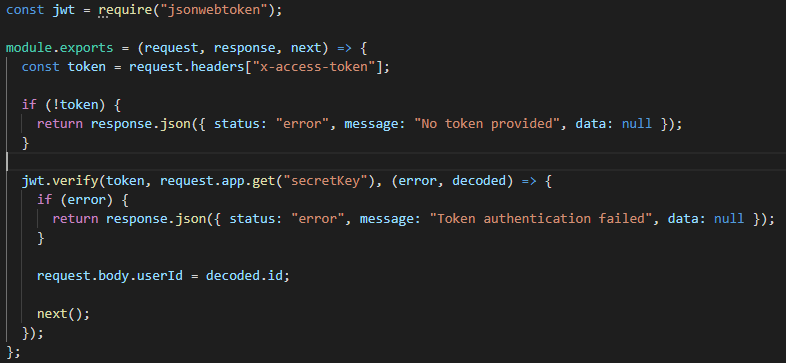 const jwt = require("jsonwebtoken");
module.exports = (request, response, next) => {
const token = request.headers["x-access-token"];
if (!token) {
return response.json({ status: "error", message: "No token provided", data: null });
}
jwt.verify(token, request.app.get("secretKey"), (error, decoded) => {
if (error) {
return response.json({ status: "error", message: "Token authentication failed", data: null });
}
request.body.userId = decoded.id;
next();
});
};